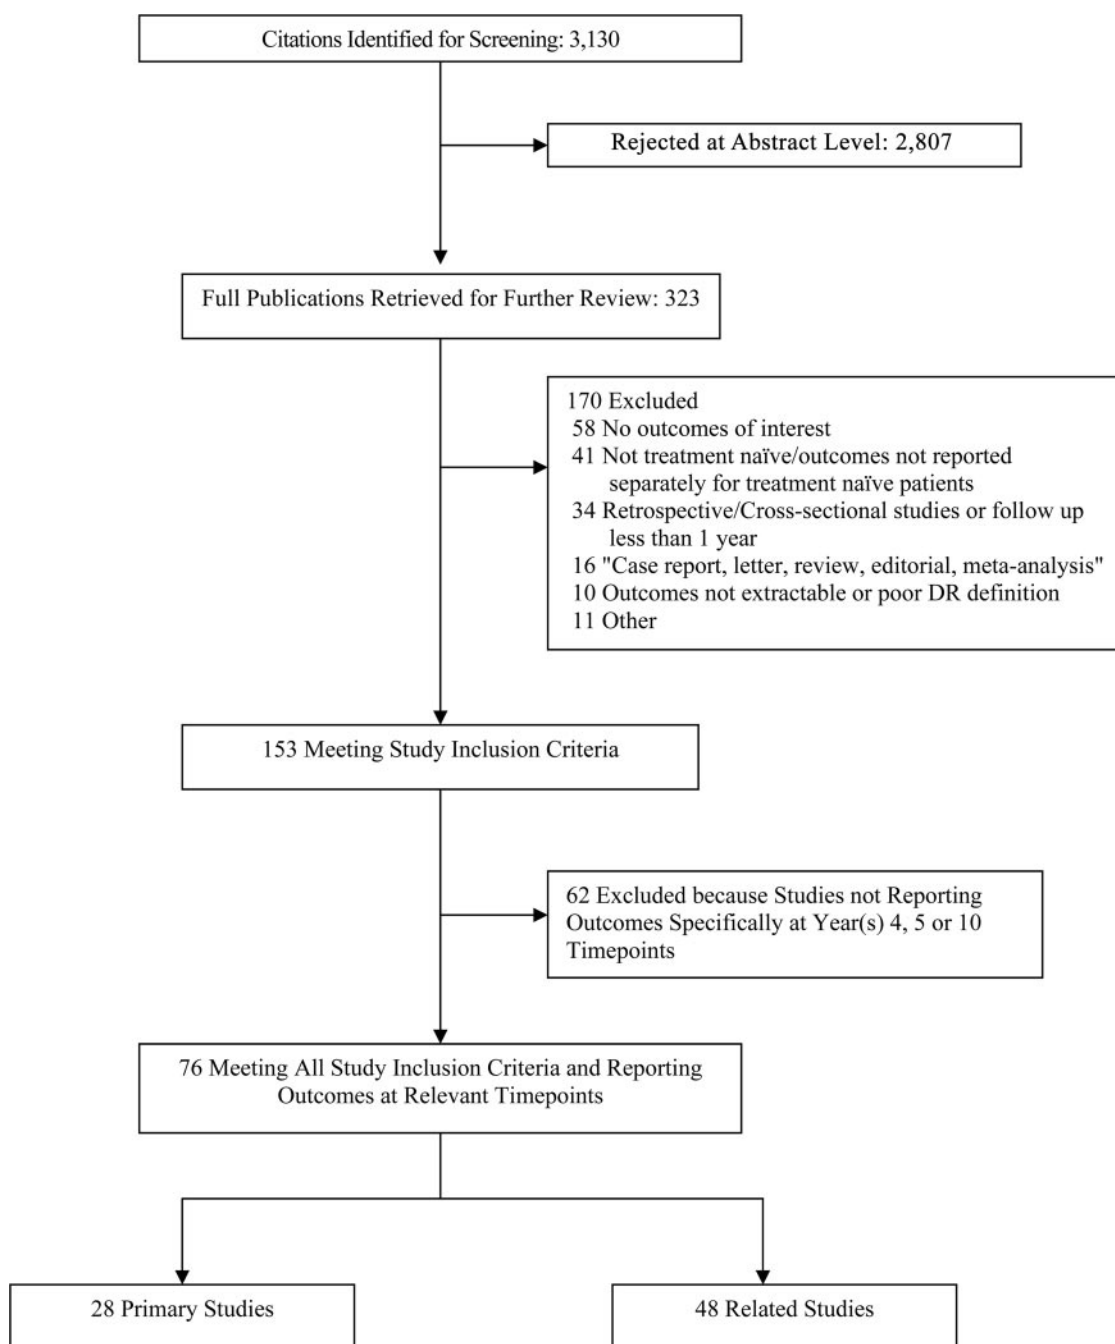 Citations Identified for Screening: 3,130
Rejected at Abstract Level: 2,807
Full Publications Retrieved for Further Review: 323
170 Excluded
58 No outcomes of interest
41 Not treatment naïve/outcomes not reported
separately for treatment naïve patients
34 Retrospective/Cross-sectional studies or follow up
less than 1 year
16 "Case report, letter, review, editorial, meta-analysis"
10 Outcomes not extractable or poor DR definition
11 Other
153 Meeting Study Inclusion Criteria
62 Excluded because Studies not Reporting
Outcomes Specifically at Year(s) 4, 5 or 10
Timepoints
76 Meeting All Study Inclusion Criteria and Reporting
Outcomes at Relevant Timepoints
28 Primary Studies
48 Related Studies